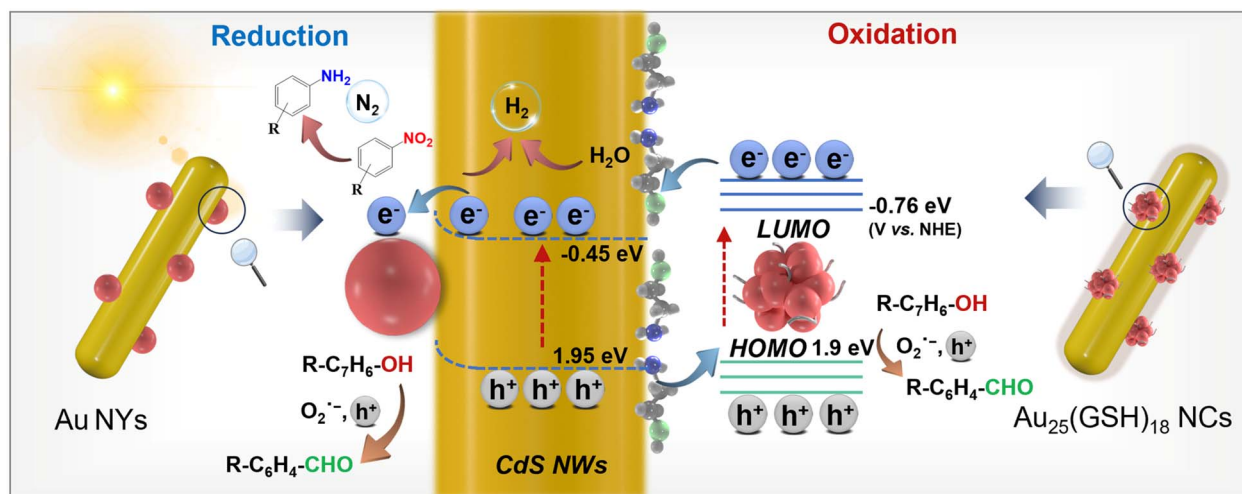 Reduction
Oxidation
NH₂
R
N₂
NO₂
R
H₂
H₂O
e⁻
e⁻
e⁻ e⁻
e⁻ e⁻ e⁻
-0.45 eV
-0.76 eV
(V vs. NHE)
LUMO
HOMO 1.9 eV
1.95 eV
h⁺ h⁺ h⁺
h⁺ h⁺ h⁺
R-C₇H₆-OH
O₂˙⁻, h⁺
R-C₆H₄-CHO
R-C₇H₆-OH
O₂˙⁻, h⁺
R-C₆H₄-CHO
Au NYs
CdS NWs
Au₂₅(GSH)₁₈ NCs